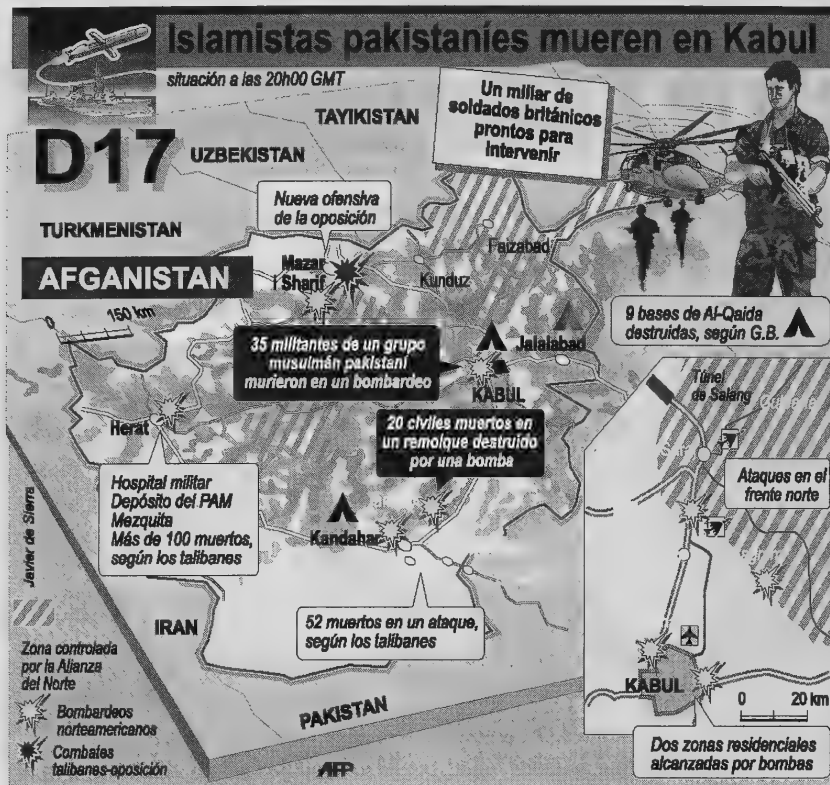 Islamistas pakistaníes mueren en Kabul
situación a las 20h00 GMT
D17
TAYIKISTAN
UZBEKISTAN
TURKMENISTAN
Un millar de
soldados británicos
prontos para
intervenir
Nueva ofensiva
de la oposición
AFGANISTAN
0 150 km
Mazar
i Sharif
Kunduz
Faizabad
35 militantes de un grupo
musulmán pakistaní
murieron en un bombardeo
Jalalabad
KABUL
9 bases de Al-Qaida
destruidas, según G.B.
Herat
20 civiles muertos en
un remolque destruido
por una bomba
Hospital militar
Depósito del PAM
Mezquita
Más de 100 muertos,
según los talibanes
Kandahar
52 muertos en un ataque,
según los talibanes
IRAN
PAKISTAN
Javier de Sierra
Zona controlada
por la Alianza
del Norte
Bombardeos
norteamericanos
Combates
talibanes-oposición
AFP
Túnel
de Salang
Ataques en el
frente norte
KABUL
0 20 km
Dos zonas residenciales
alcanzadas por bombas